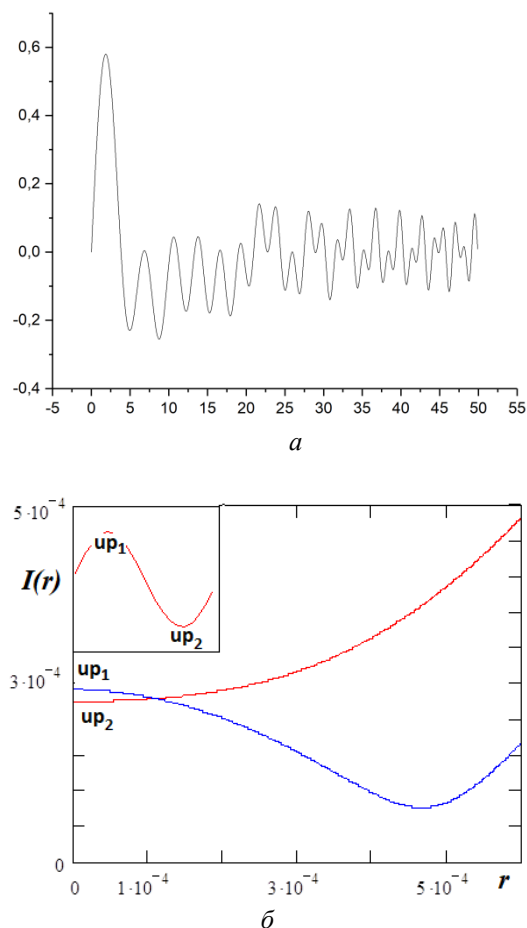 0,6
0,4
0,2
0,0
-0,2
-0,4
-5 0 5 10 15 20 25 30 35 40 45 50 55
а
5·10⁻⁴
up₁
I(r)
up₂
up₁
3·10⁻⁴
up₂
0
0 1·10⁻⁴ 3·10⁻⁴ 5·10⁻⁴ r
б